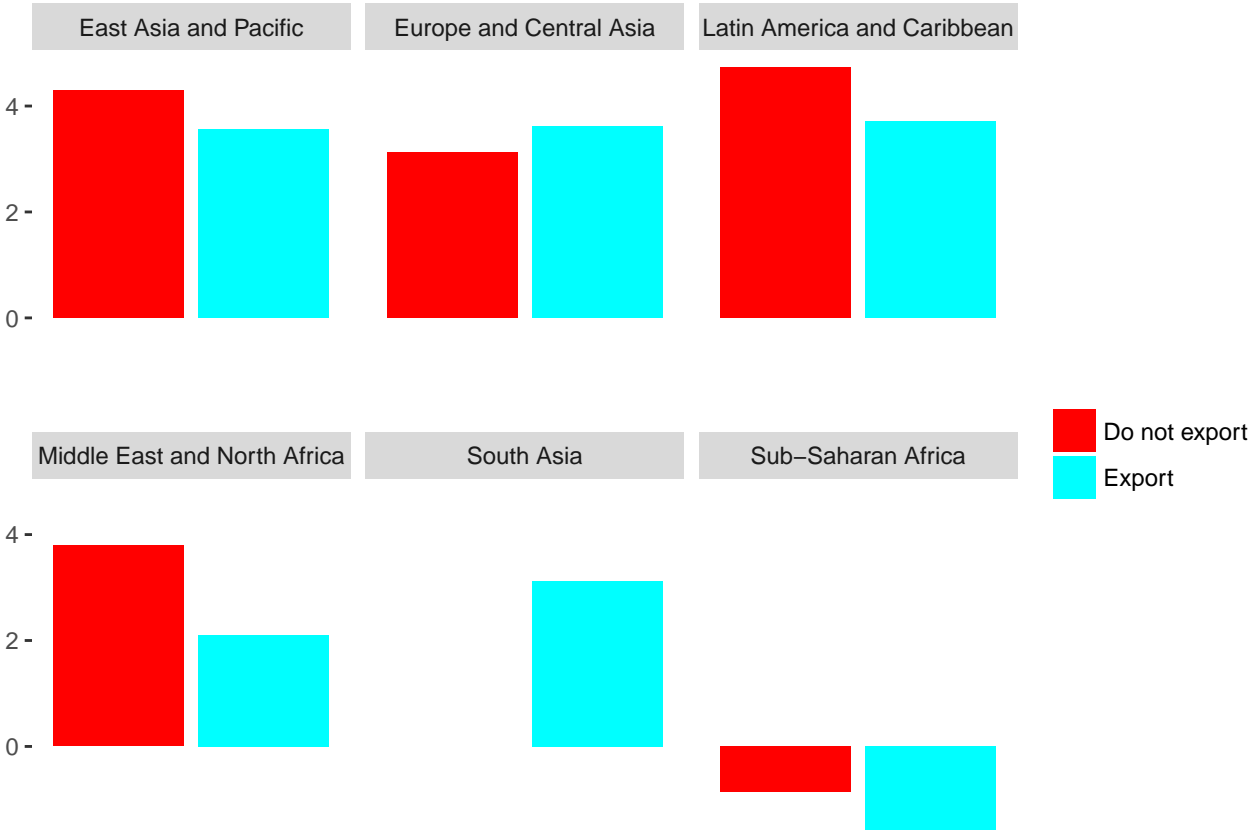 East Asia and Pacific
Europe and Central Asia
Latin America and Caribbean
4
2
0
Middle East and North Africa
South Asia
Sub−Saharan Africa
4
2
0
Do not export
Export